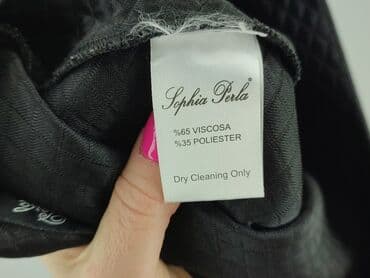 Sophia Perla®
%65 VISCOSA
%35 POLIESTER
Dry Cleaning Only